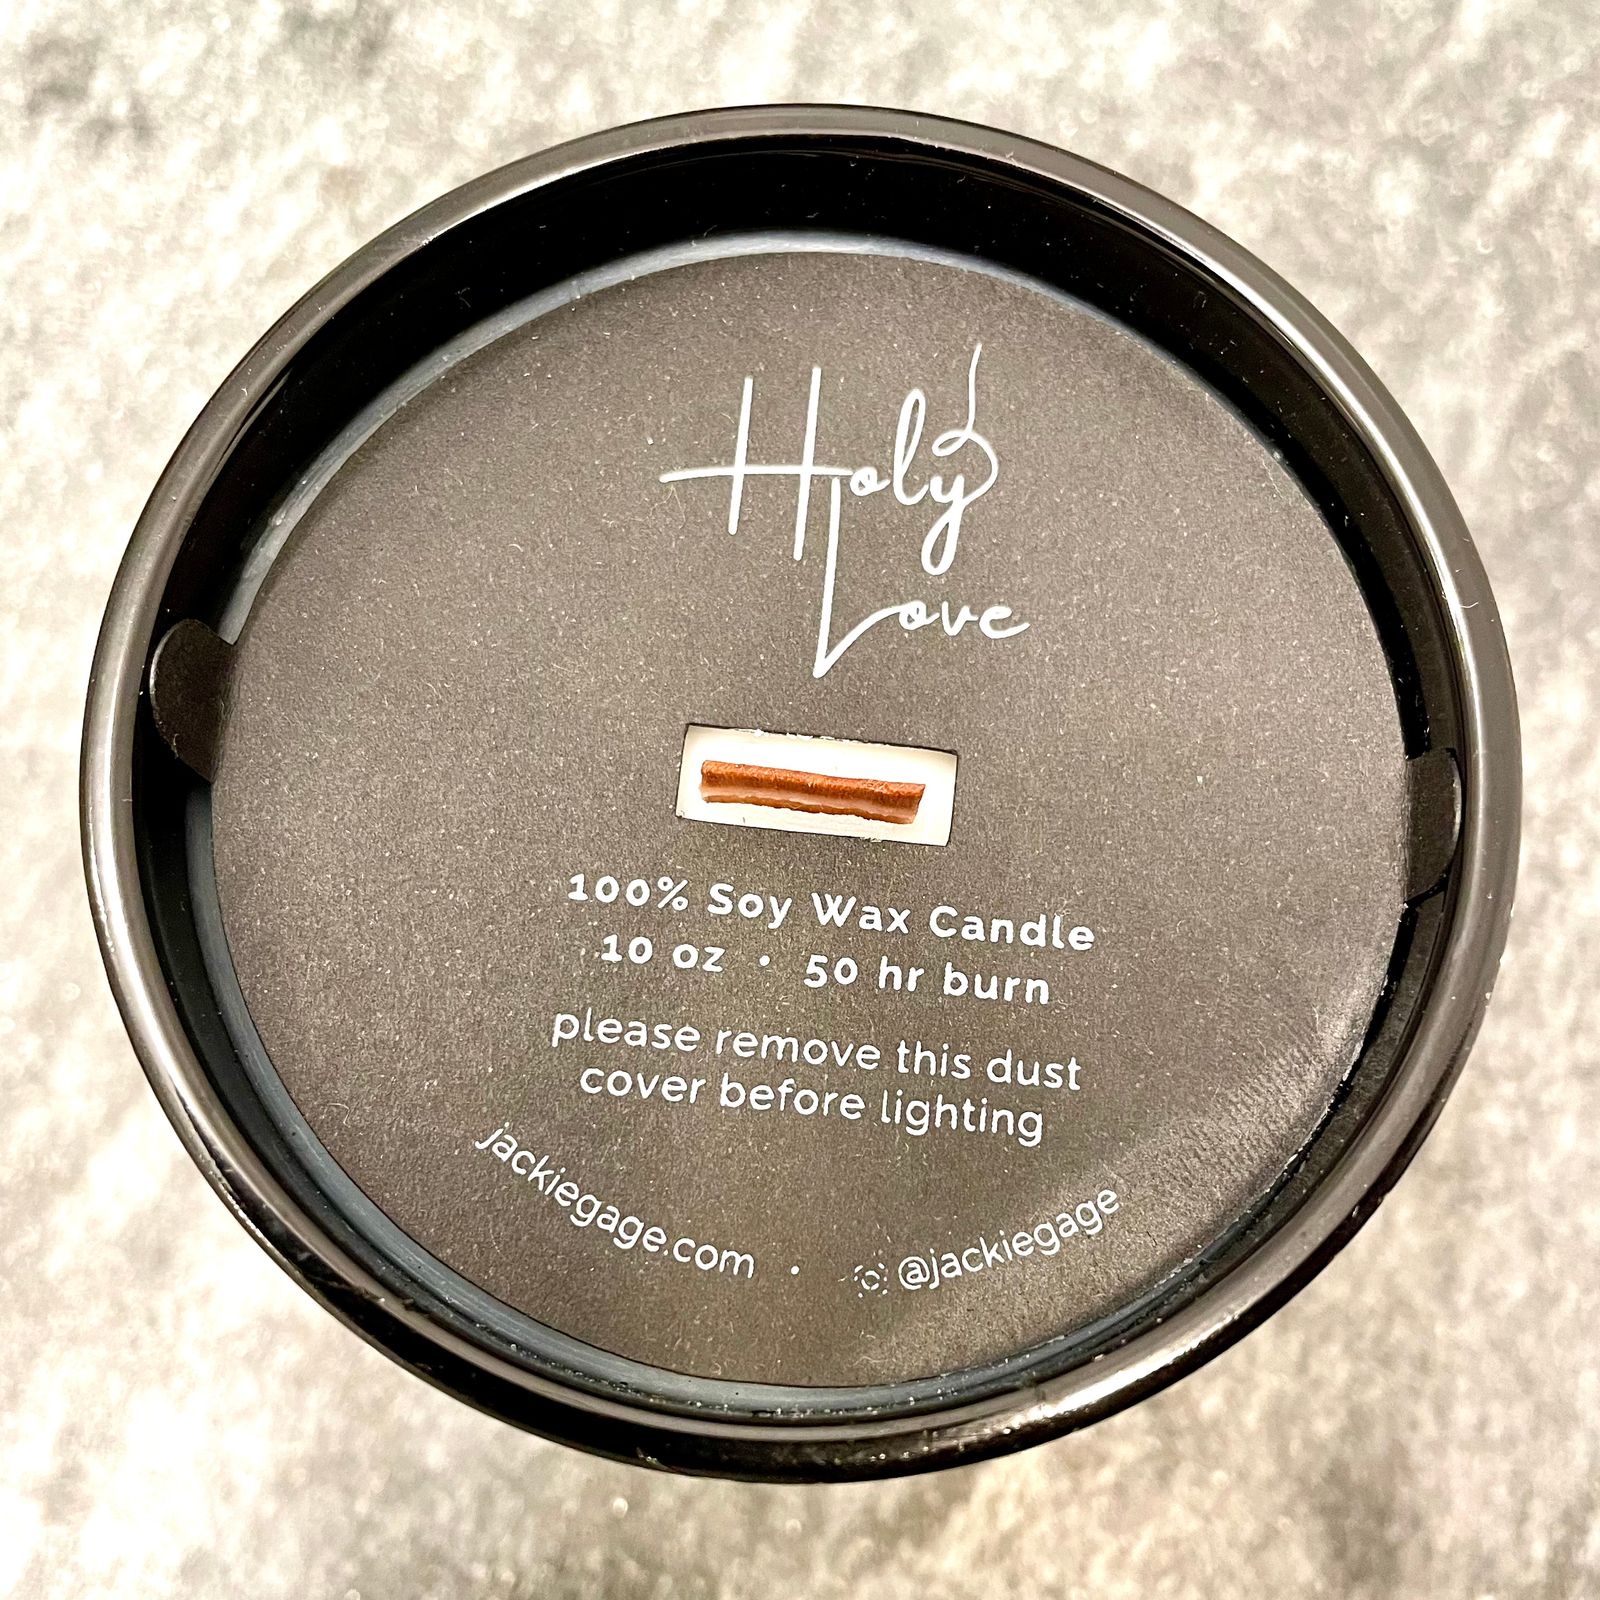 Holy
Love
100% Soy Wax Candle
10 oz • 50 hr burn
please remove this dust
cover before lighting
jackiegage.com • @jackiegage